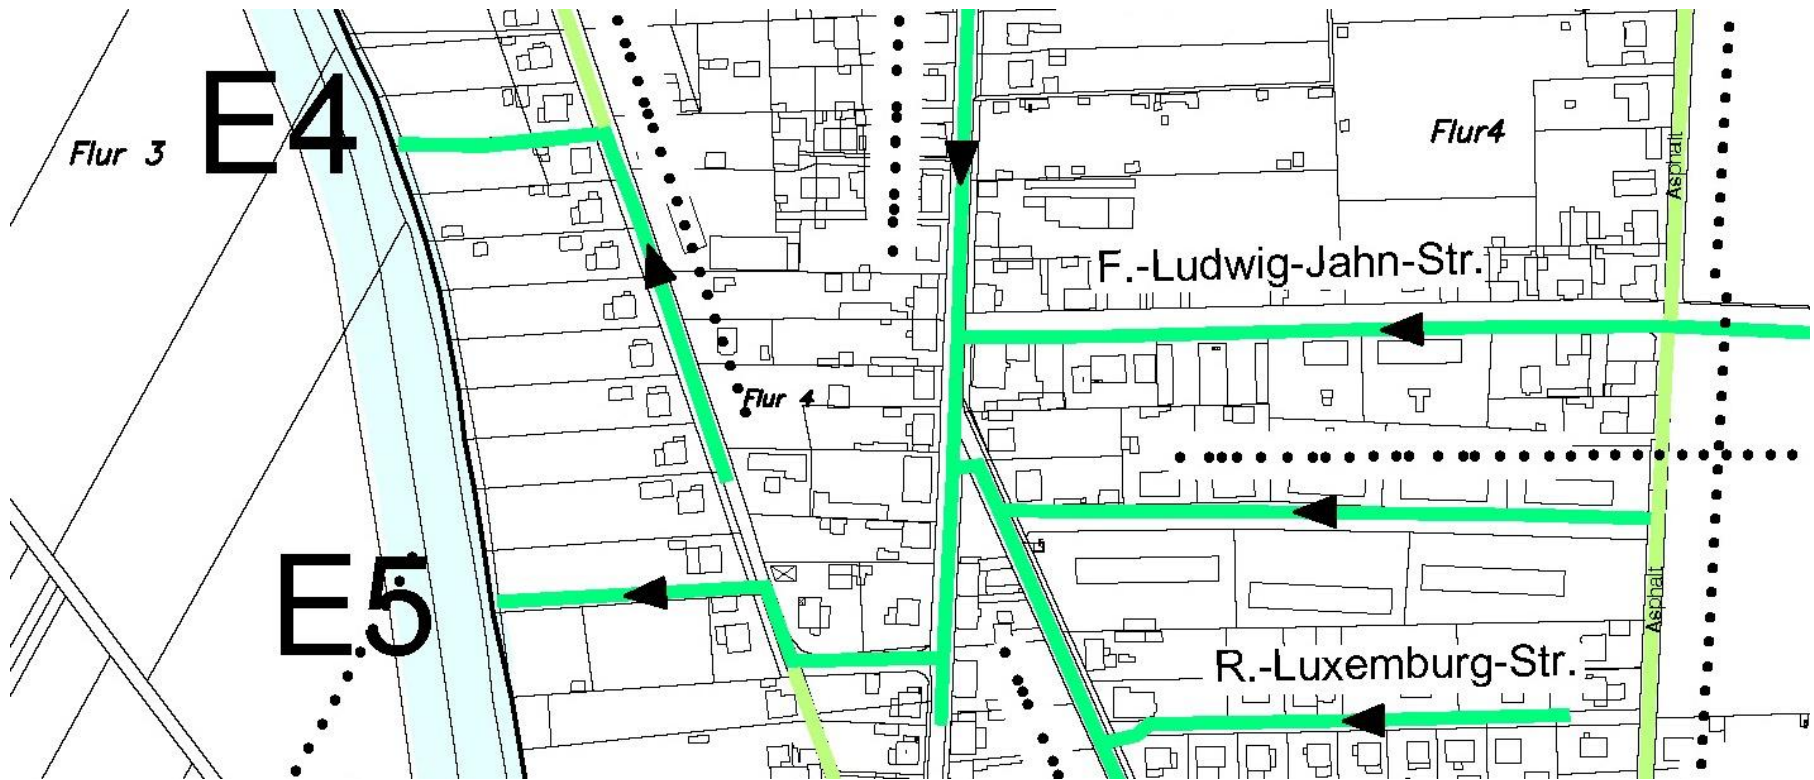 E4
Flur 3
Flur4
Asphalt
F.-Ludwig-Jahn-Str.
Flur 4
E5
Asphalt
R.-Luxemburg-Str.